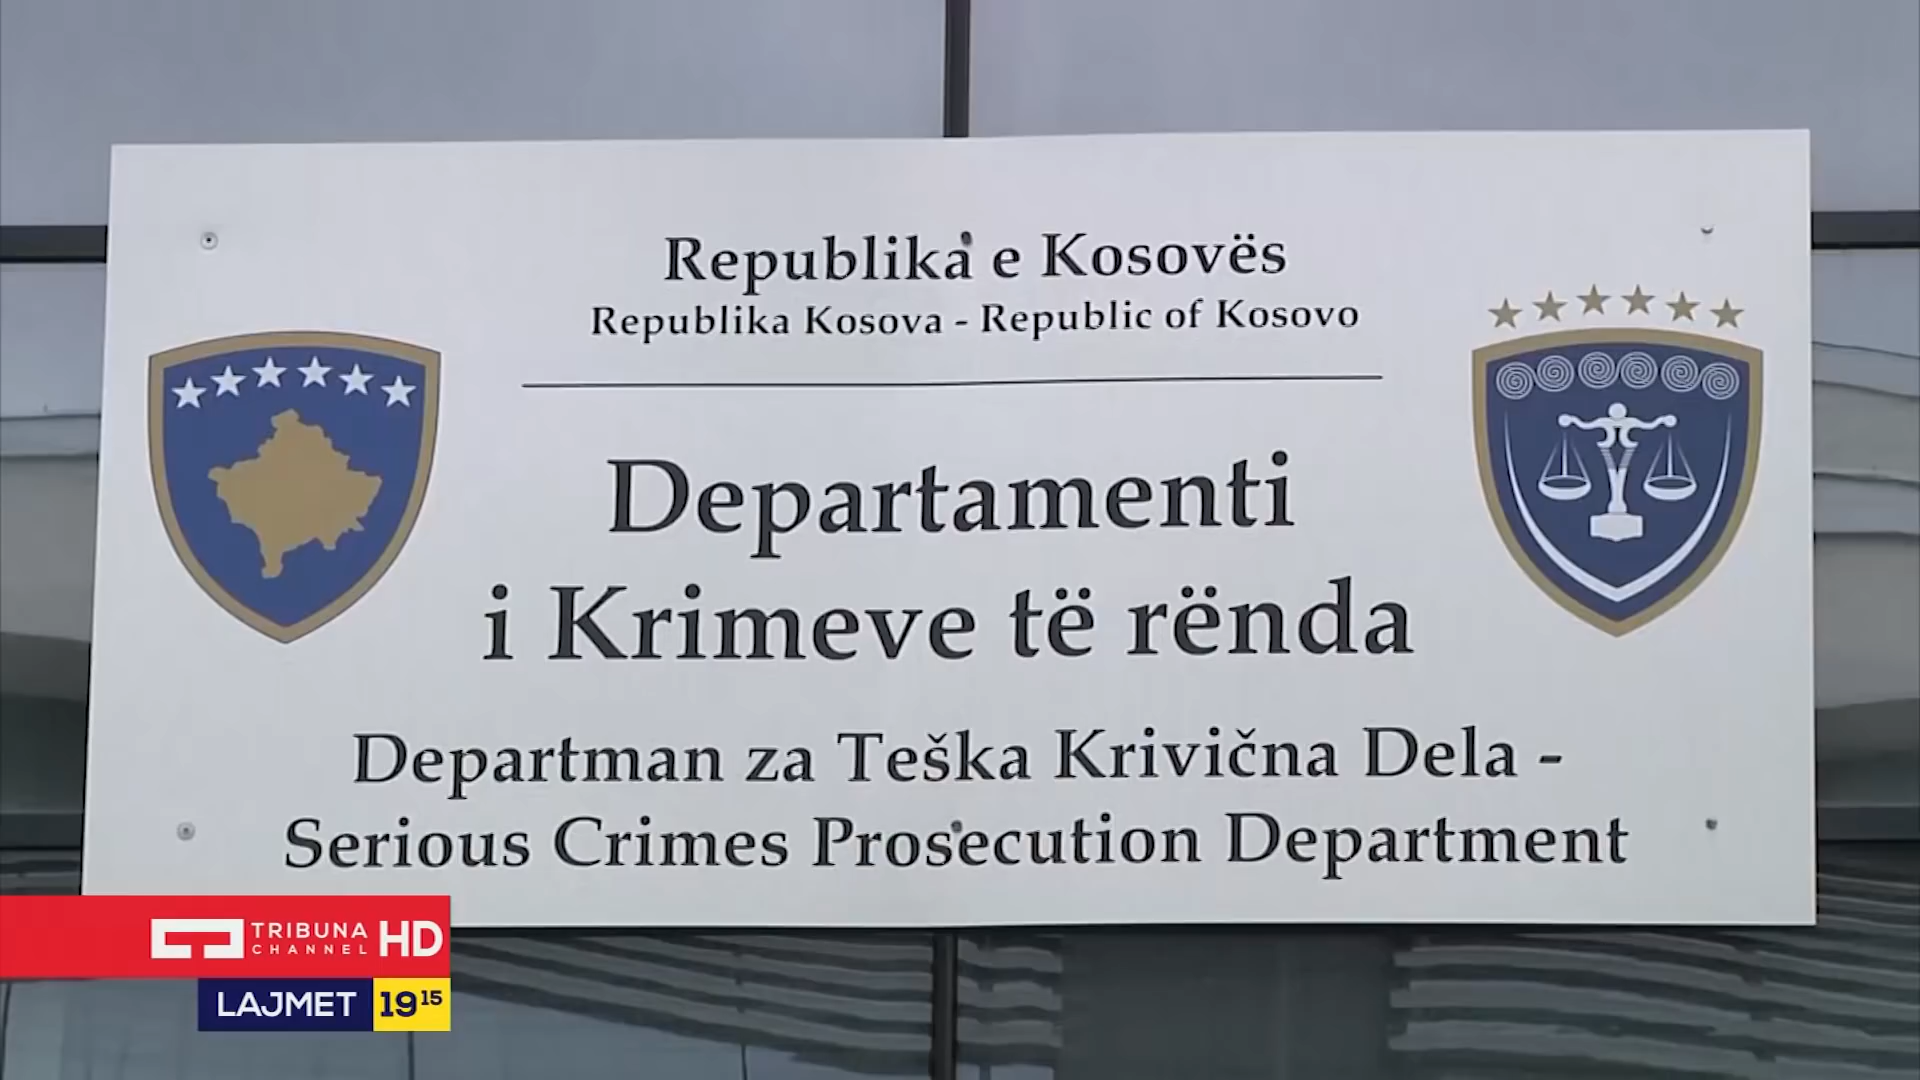 Republika e Kosovës
Republika Kosova - Republic of Kosovo
Departamenti
i Krimeve të rënda
Departman za Teška Krivična Dela -
Serious Crimes Prosecution Department
TRIBUNA
CHANNEL
HD
LAJMET 19 15